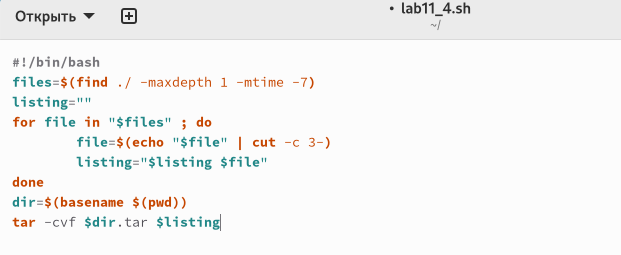 Открыть
• lab11_4.sh
~/
#!/bin/bash
files=$(find ./ -maxdepth 1 -mtime -7)
listing=""
for file in "$files" ; do
        file=$(echo "$file" | cut -c 3-)
        listing="$listing $file"
done
dir=$(basename $(pwd))
tar -cvf $dir.tar $listing